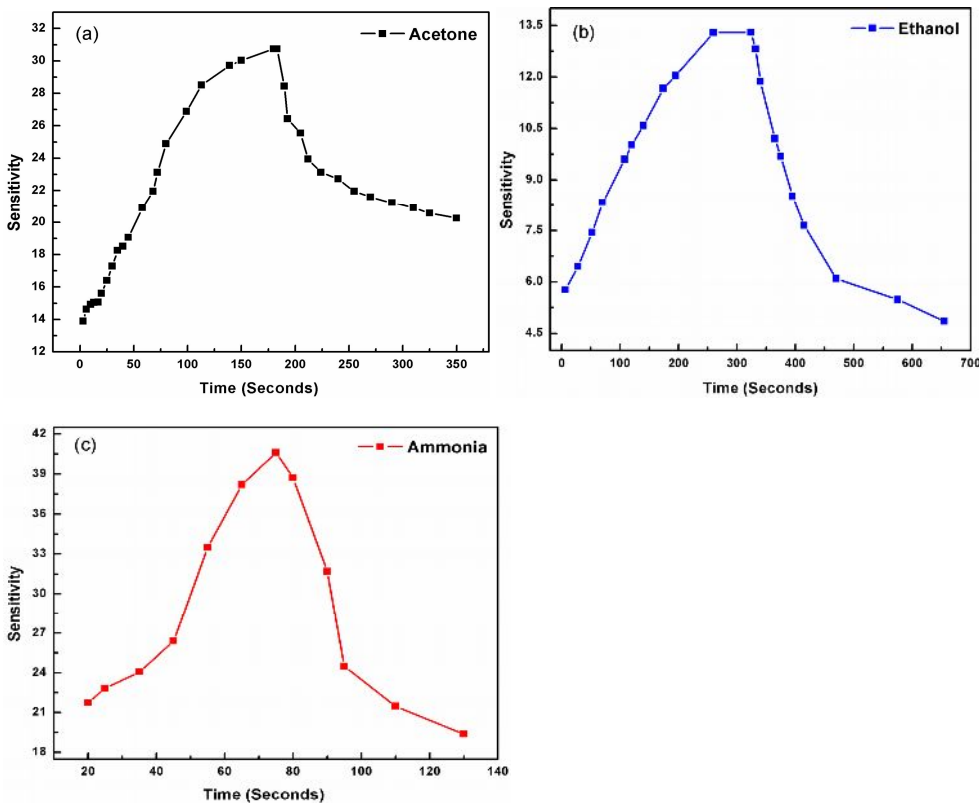 (a)
Acetone
32
30
28
26
24
22
20
18
16
14
12
Sensitivity
0 50 100 150 200 250 300 350
Time (Seconds)
(b)
Ethanol
13.5
12.0
10.5
9.0
7.5
6.0
4.5
Sensitivity
0 100 200 300 400 500 600 700
Time (Seconds)
(c)
Ammonia
42
39
36
33
30
27
24
21
18
Sensitivity
20 40 60 80 100 120 140
Time (Seconds)